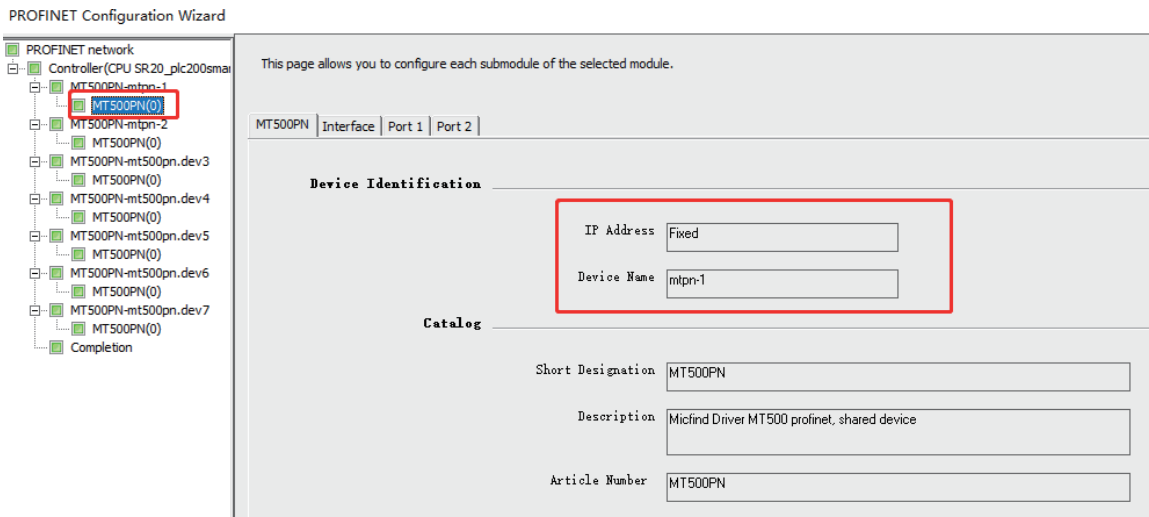 PROFINET Configuration Wizard
PROFINET network
Controller(CPU SR20_plc200smar
MT500PN-mtpn-1
MT500PN(0)
MT500PN-mtpn-2
MT500PN(0)
MT500PN-mt500pn.dev3
MT500PN(0)
MT500PN-mt500pn.dev4
MT500PN(0)
MT500PN-mt500pn.dev5
MT500PN(0)
MT500PN-mt500pn.dev6
MT500PN(0)
MT500PN-mt500pn.dev7
MT500PN(0)
Completion
This page allows you to configure each submodule of the selected module.
MT500PN Interface Port 1 Port 2
Device Identification
IP Address Fixed
Device Name mtpn-1
Catalog
Short Designation MT500PN
Description Micfind Driver MT500 profinet, shared device
Article Number MT500PN